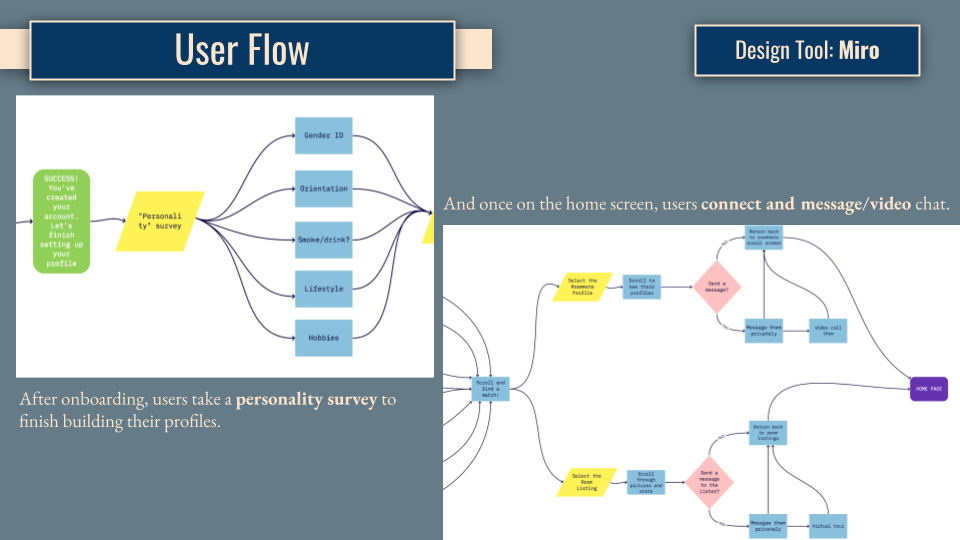 User Flow
Design Tool: Miro
SUCCESS!
You've
created
your
account.
Let's
finish
setting up
your
profile
"Personali
ty" survey
Gender ID
Orientation
Smoke/drink?
Lifestyle
Hobbies
After onboarding, users take a personality survey to
finish building their profiles.
And once on the home screen, users connect and message/video chat.
Scroll and
find a
match!
Select the
Roommate
Profile
Scroll to
see their
profiles
Send a
message?
Return back
to roommate
scroll screen
Message them
privately
Video call
them
HOME PAGE
Select the
Room
Listing
Scroll
through
pictures and
stats
Send a
message
to the
lister?
Return back
to room
listings
Message them
privately
Virtual tour